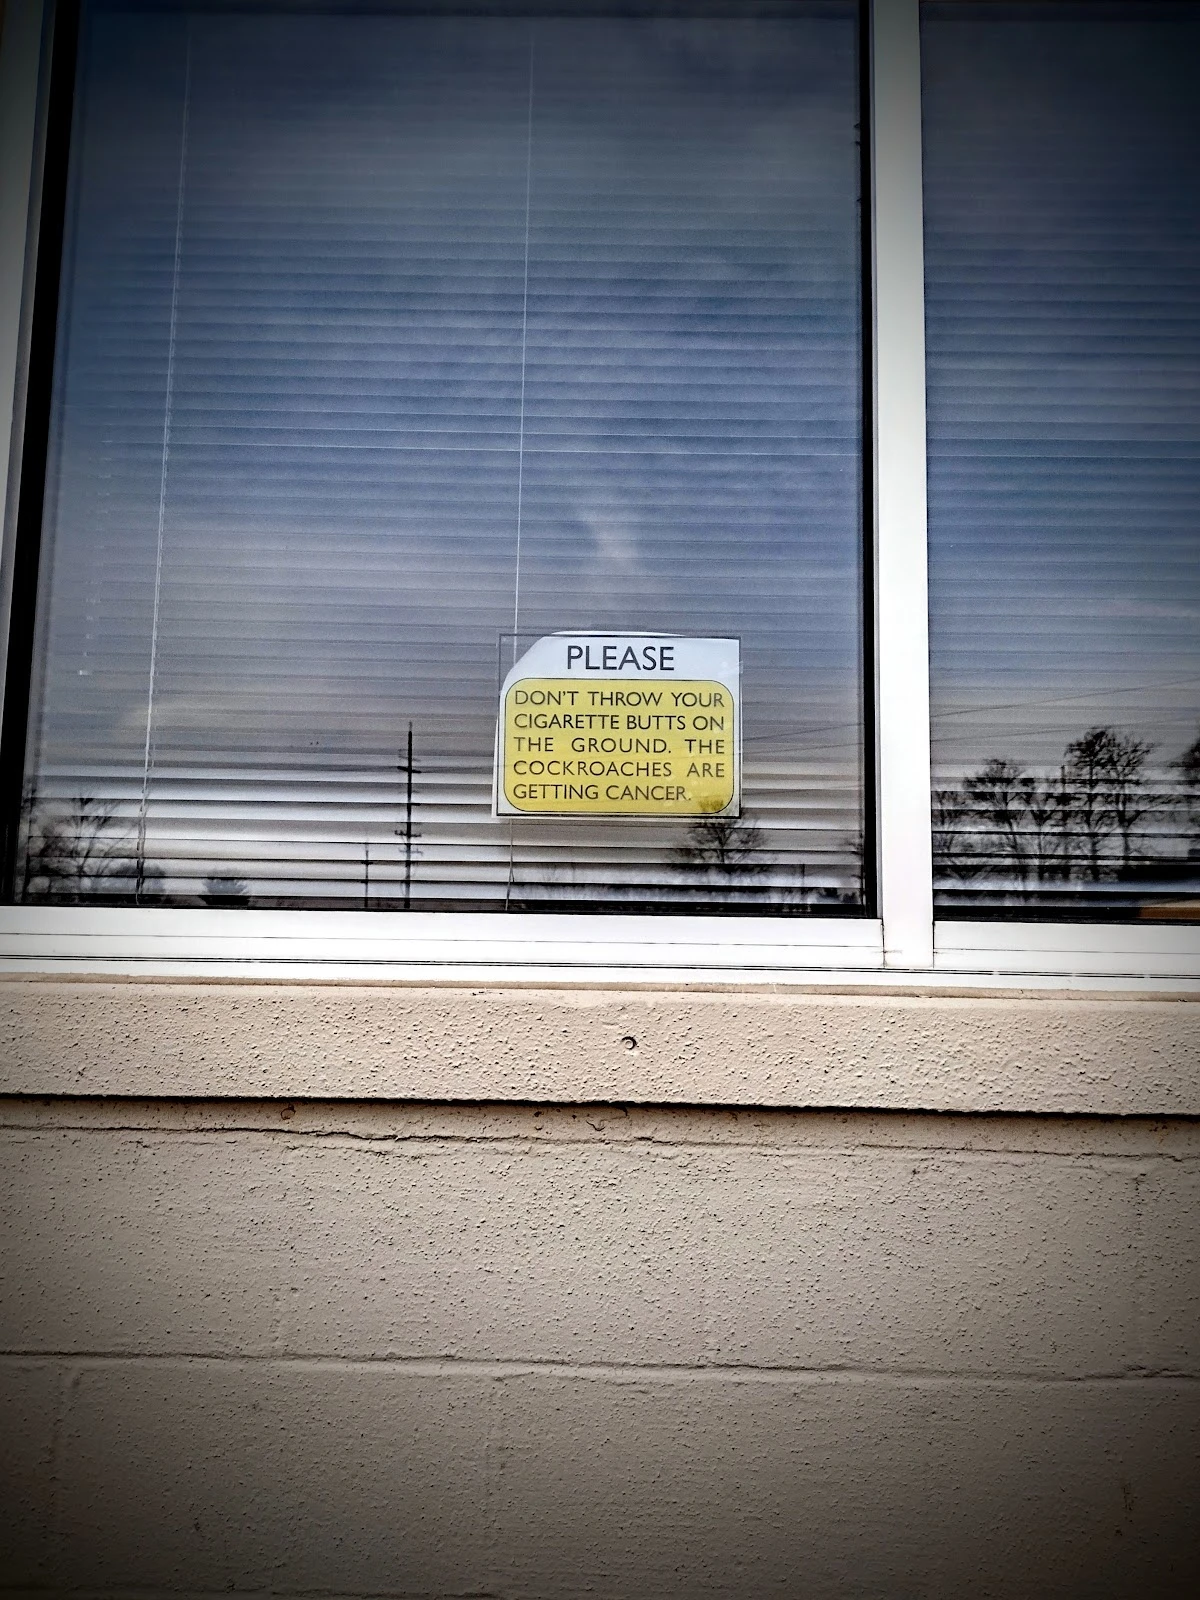 PLEASE
DON'T THROW YOUR
CIGARETTE BUTTS ON
THE GROUND. THE
COCKROACHES ARE
GETTING CANCER.